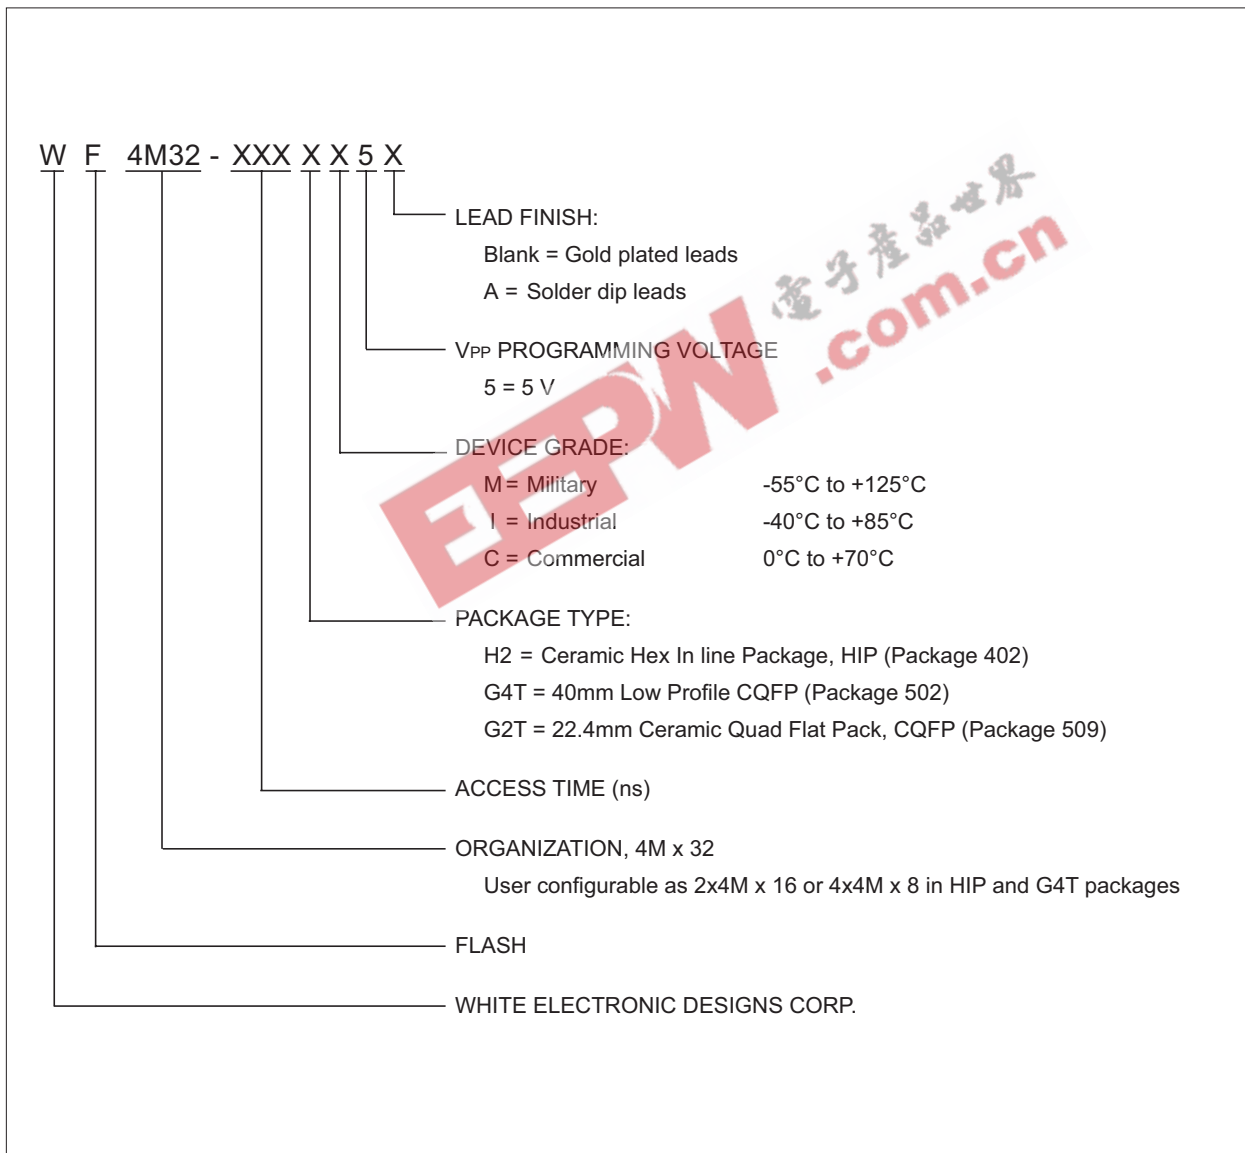 W F 4M32 - XXX X X 5 X
LEAD FINISH:
Blank = Gold plated leads
A = Solder dip leads
VPP PROGRAMMING VOLTAGE
5 = 5 V
DEVICE GRADE:
M = Military -55°C to +125°C
I = Industrial -40°C to +85°C
C = Commercial 0°C to +70°C
PACKAGE TYPE:
H2 = Ceramic Hex In line Package, HIP (Package 402)
G4T = 40mm Low Profile CQFP (Package 502)
G2T = 22.4mm Ceramic Quad Flat Pack, CQFP (Package 509)
ACCESS TIME (ns)
ORGANIZATION, 4M x 32
User configurable as 2x4M x 16 or 4x4M x 8 in HIP and G4T packages
FLASH
WHITE ELECTRONIC DESIGNS CORP.
EEPW
電子產品世界
.com.cn